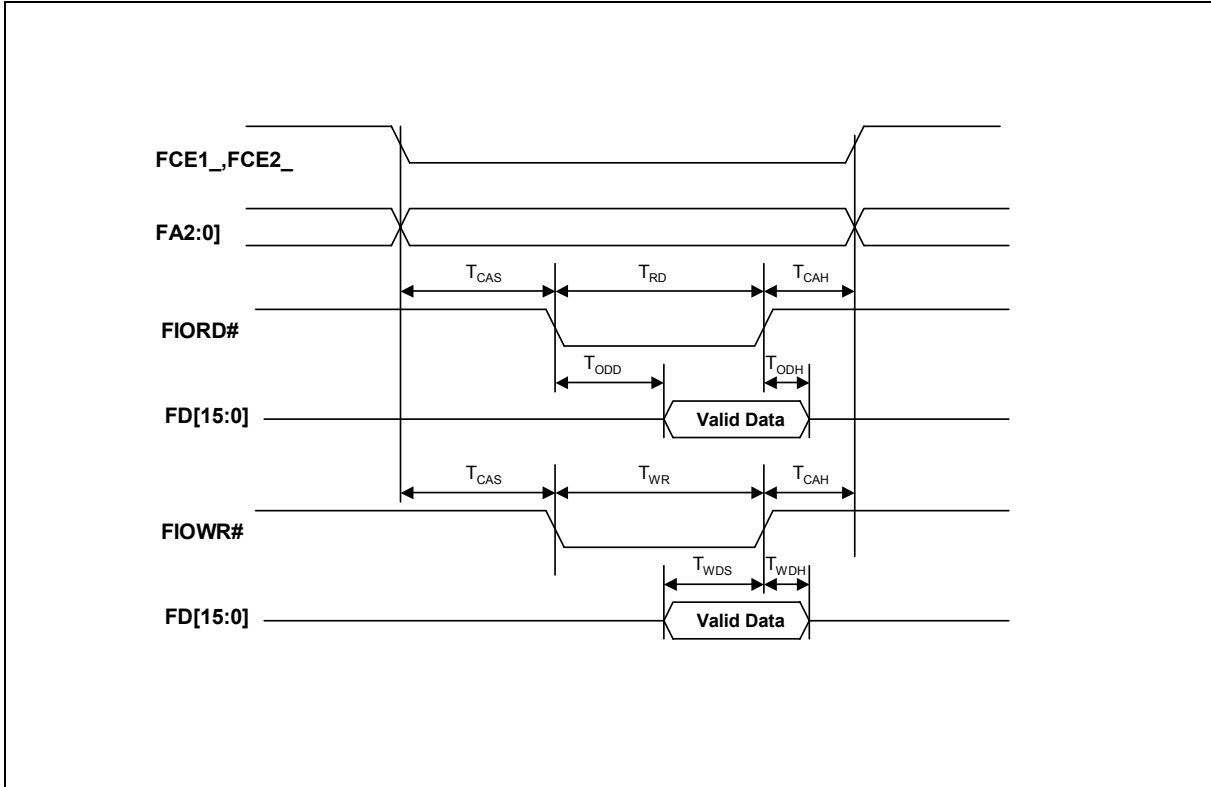 FCE1_,FCE2_
FA2:0]
TCAS TRD TCAH
FIORD#
TODD TODH
FD[15:0] Valid Data
TCAS TWR TCAH
FIOWR#
TWDS TWDH
FD[15:0] Valid Data